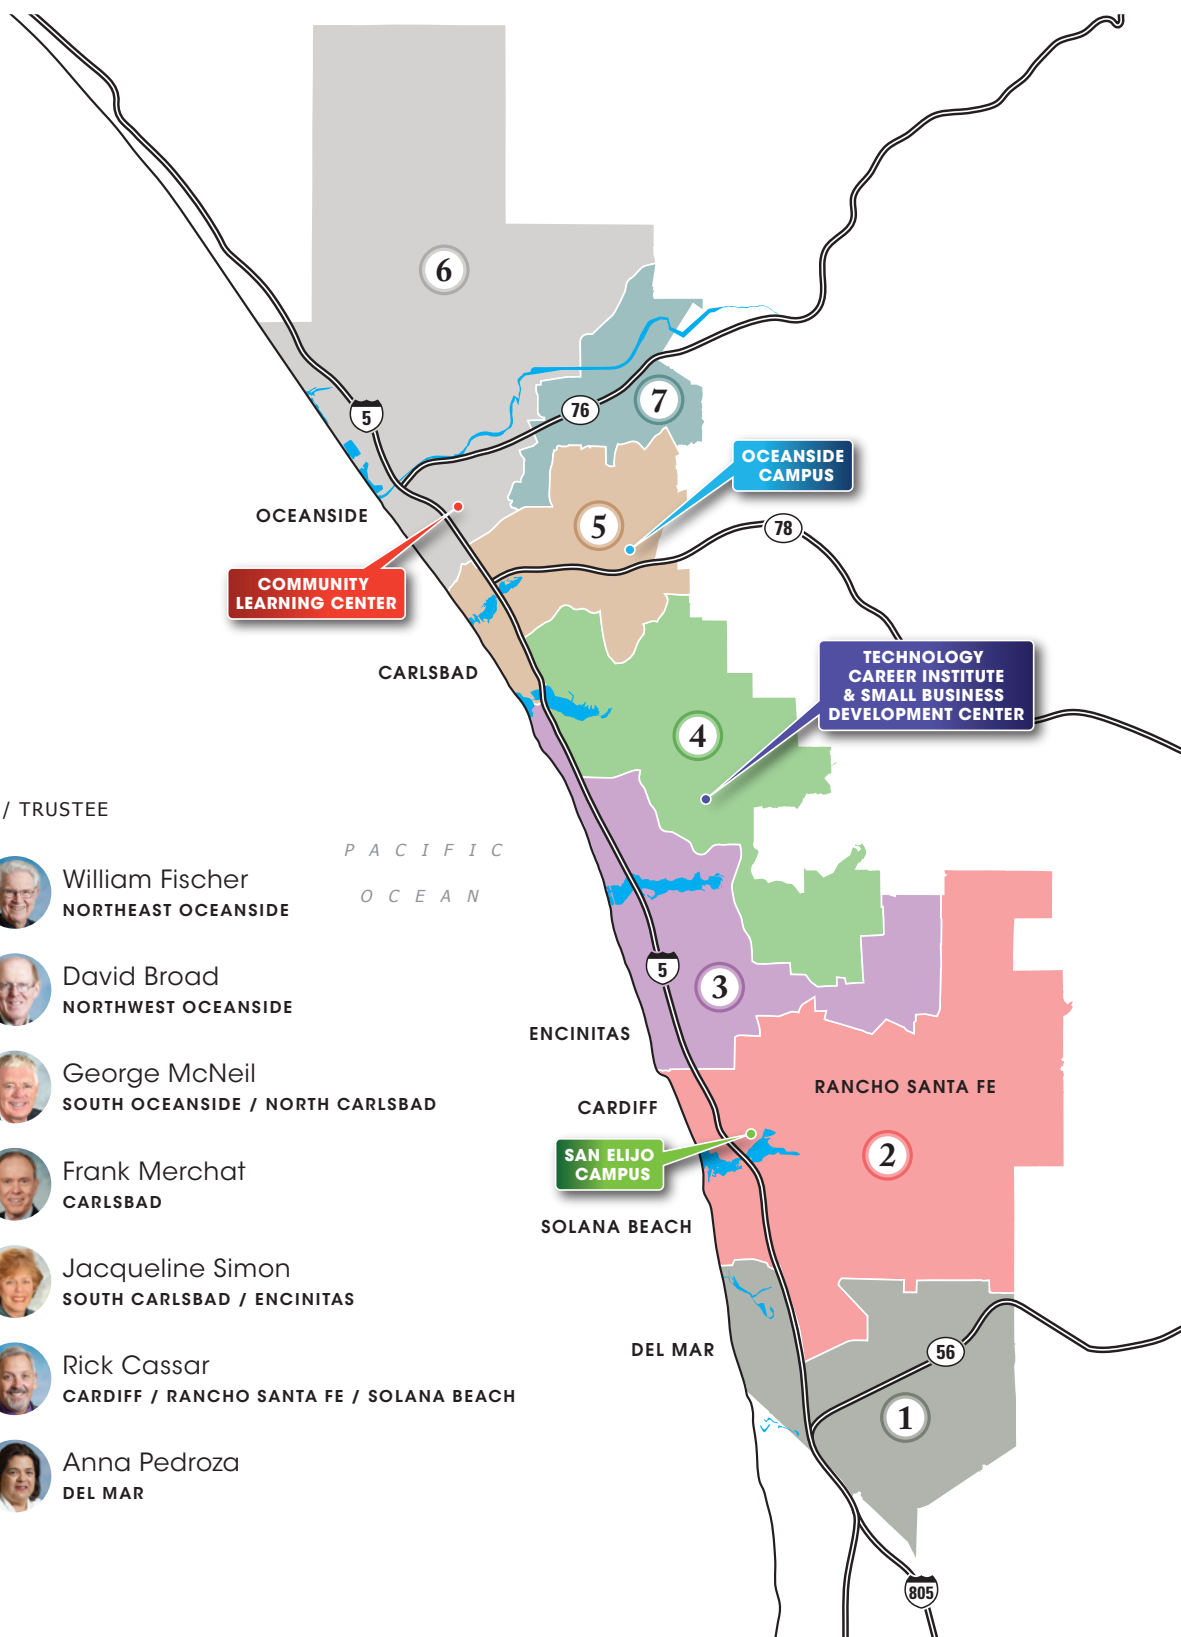 6
7
76
5
OCEANSIDE
CAMPUS
OCEANSIDE
5
78
COMMUNITY
LEARNING CENTER
CARLSBAD
TECHNOLOGY
CAREER INSTITUTE
& SMALL BUSINESS
DEVELOPMENT CENTER
4
/ TRUSTEE
PACIFIC
OCEAN
William Fischer
NORTHEAST OCEANSIDE
David Broad
NORTHWEST OCEANSIDE
5
3
ENCINITAS
George McNeil
SOUTH OCEANSIDE / NORTH CARLSBAD
RANCHO SANTA FE
CARDIFF
Frank Merchat
CARLSBAD
SAN ELIJO
CAMPUS
2
SOLANA BEACH
Jacqueline Simon
SOUTH CARLSBAD / ENCINITAS
DEL MAR
56
Rick Cassar
CARDIFF / RANCHO SANTA FE / SOLANA BEACH
1
Anna Pedroza
DEL MAR
805